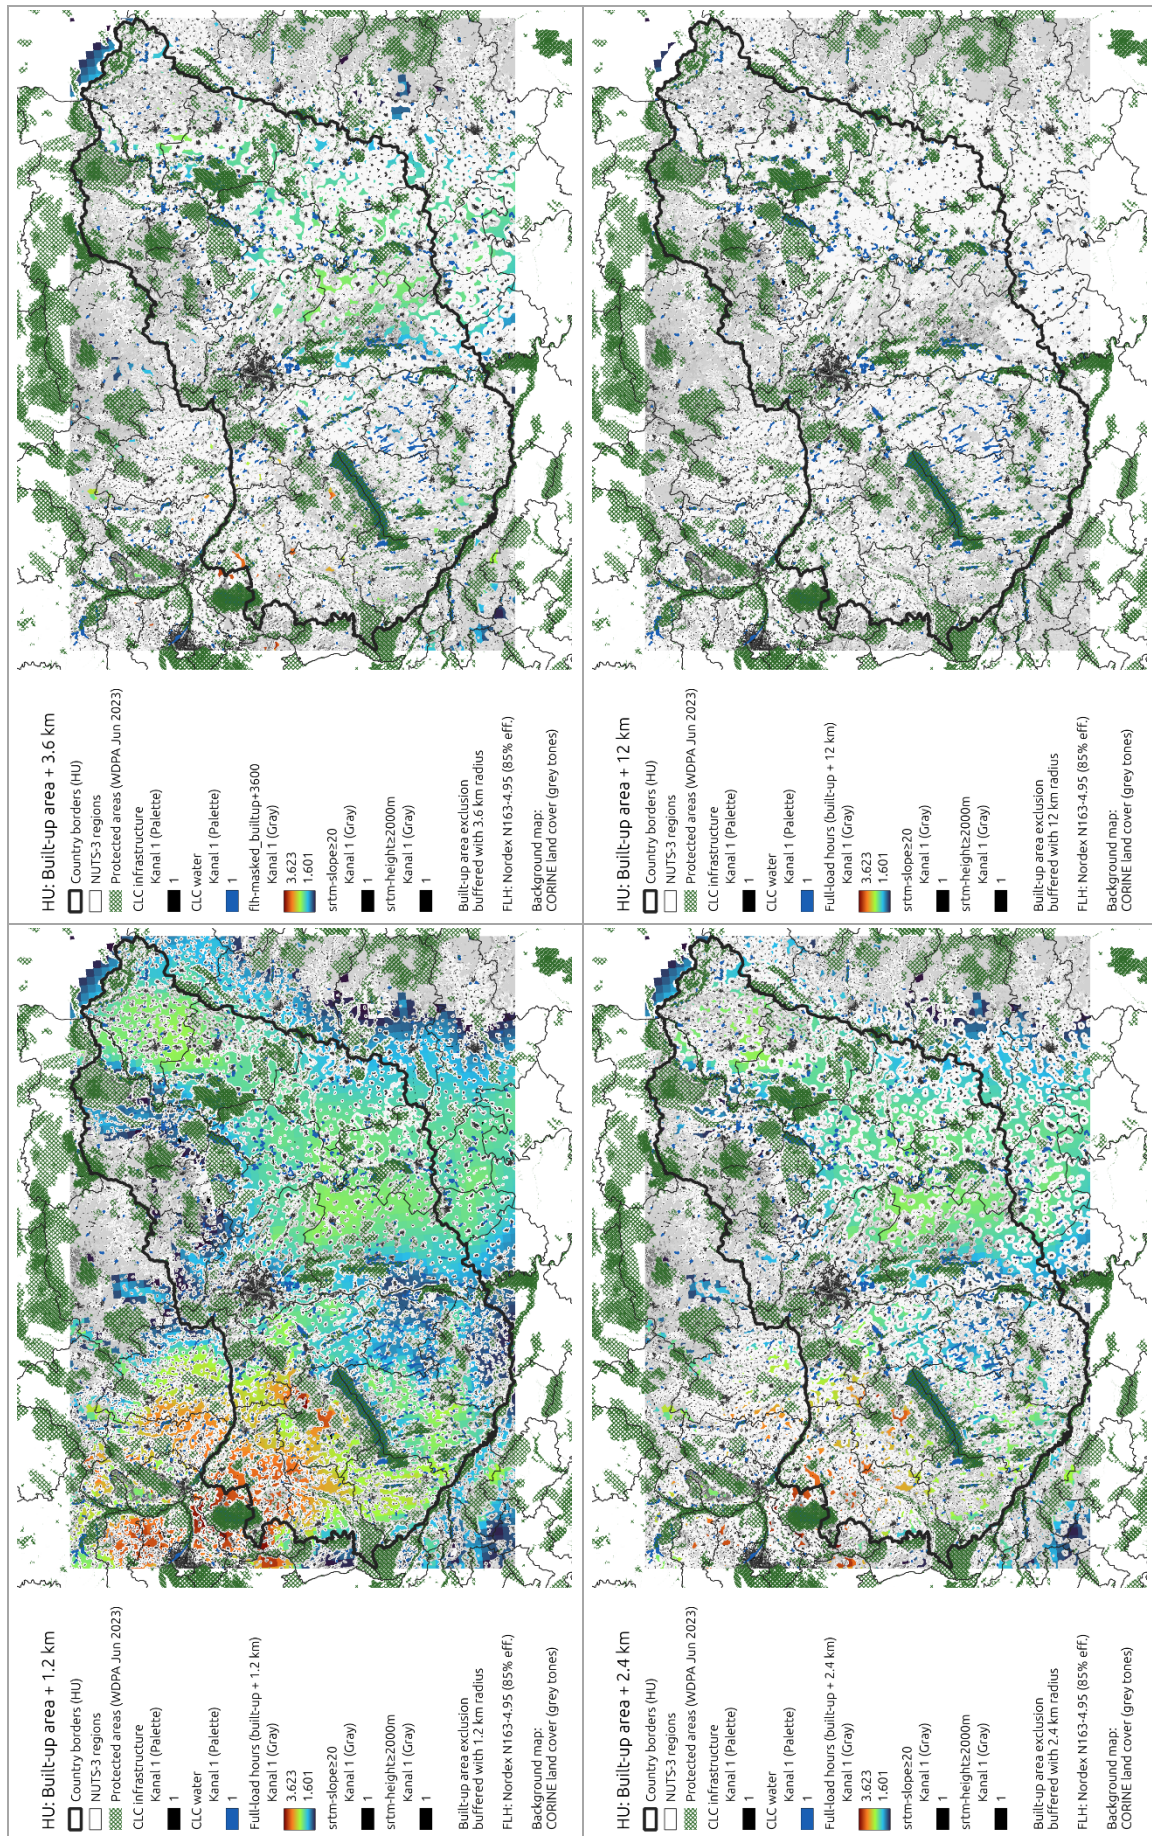 HU: Built-up area + 1.2 km
Country borders (HU)
NUTS-3 regions
Protected areas (WDPA Jun 2023)
CLC infrastructure
Kanal 1 (Palette)
1
CLC water
Kanal 1 (Palette)
1
Full-load hours (built-up + 1.2 km)
Kanal 1 (Gray)
3.623
1.601
srtm-slope≥20
Kanal 1 (Gray)
1
srtm-height≥2000m
Kanal 1 (Gray)
1
Built-up area exclusion
buffered with 1.2 km radius
FLH: Nordex N163-4.95 (85% eff.)
Background map:
CORINE land cover (grey tones)
HU: Built-up area + 3.6 km
Country borders (HU)
NUTS-3 regions
Protected areas (WDPA Jun 2023)
CLC infrastructure
Kanal 1 (Palette)
1
CLC water
Kanal 1 (Palette)
1
flh-masked_builtup+3600
Kanal 1 (Gray)
3.623
1.601
srtm-slope≥20
Kanal 1 (Gray)
1
srtm-height≥2000m
Kanal 1 (Gray)
1
Built-up area exclusion
buffered with 3.6 km radius
FLH: Nordex N163-4.95 (85% eff.)
Background map:
CORINE land cover (grey tones)
HU: Built-up area + 2.4 km
Country borders (HU)
NUTS-3 regions
Protected areas (WDPA Jun 2023)
CLC infrastructure
Kanal 1 (Palette)
1
CLC water
Kanal 1 (Palette)
1
Full-load hours (built-up + 2.4 km)
Kanal 1 (Gray)
3.623
1.601
srtm-slope≥20
Kanal 1 (Gray)
1
srtm-height≥2000m
Kanal 1 (Gray)
1
Built-up area exclusion
buffered with 2.4 km radius
FLH: Nordex N163-4.95 (85% eff.)
Background map:
CORINE land cover (grey tones)
HU: Built-up area + 12 km
Country borders (HU)
NUTS-3 regions
Protected areas (WDPA Jun 2023)
CLC infrastructure
Kanal 1 (Palette)
1
CLC water
Kanal 1 (Palette)
1
Full-load hours (built-up + 12 km)
Kanal 1 (Gray)
3.623
1.601
srtm-slope≥20
Kanal 1 (Gray)
1
srtm-height≥2000m
Kanal 1 (Gray)
1
Built-up area exclusion
buffered with 12 km radius
FLH: Nordex N163-4.95 (85% eff.)
Background map:
CORINE land cover (grey tones)